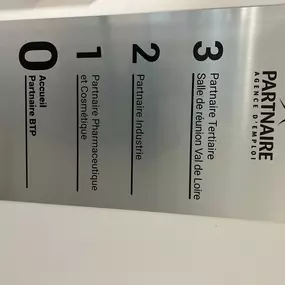 PARTNAIRE
AGENCE D'EMPLOI
3
Partnaire Tertiaire
Salle de réunion Val de Loire
2
Partnaire Industrie
1
Partnaire Pharmaceutique
et Cosmétique
0
Accueil
Partnaire BTP